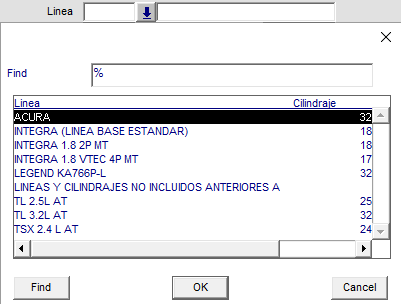 Linea
Find %
Linea Cilindraje
ACURA 32
INTEGRA (LINEA BASE ESTANDAR) 18
INTEGRA 1.8 2P MT 18
INTEGRA 1.8 VTEC 4P MT 17
LEGEND KA766P-L 32
LINEAS Y CILINDRAJES NO INCLUIDOS ANTERIORES A
TL 2.5L AT 25
TL 3.2L AT 32
TSX 2.4 L AT 24
Find OK Cancel